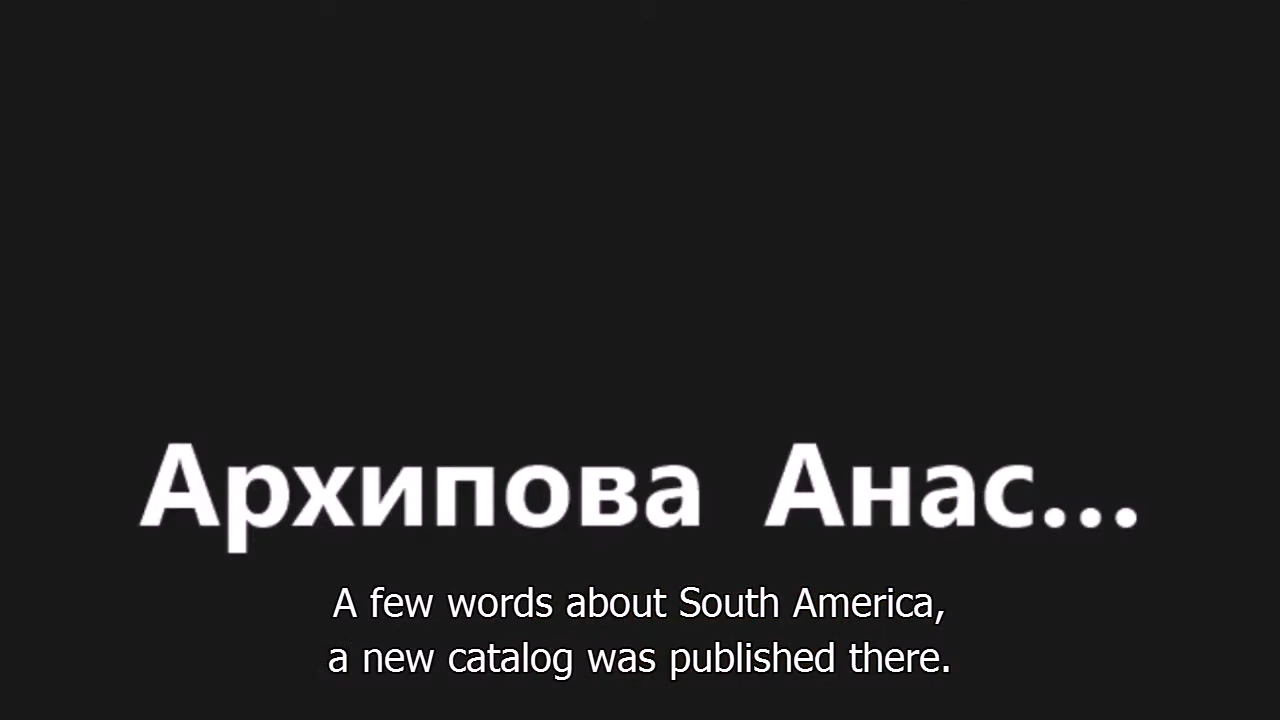 Архипова Анас...
A few words about South America,
a new catalog was published there.